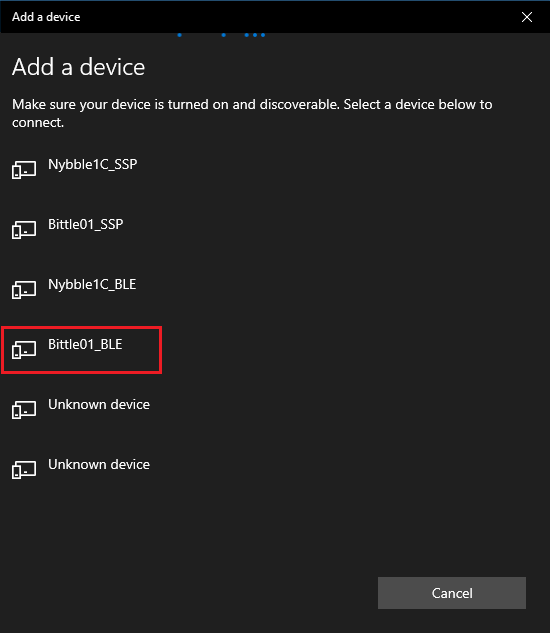 Add a device
Add a device
Make sure your device is turned on and discoverable. Select a device below to
connect.
Nybble1C_SSP
Bittle01_SSP
Nybble1C_BLE
Bittle01_BLE
Unknown device
Unknown device
Cancel